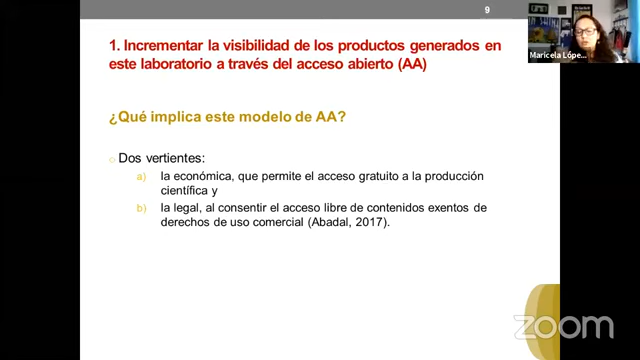 9
1. Incrementar la visibilidad de los productos generados en
este laboratorio a través del acceso abierto (AA)
¿Qué implica este modelo de AA?
Dos vertientes:
a) la económica, que permite el acceso gratuito a la producción
científica y
b) la legal, al consentir el acceso libre de contenidos exentos de
derechos de uso comercial (Abadal, 2017).
Maricela Lópe...
zoom